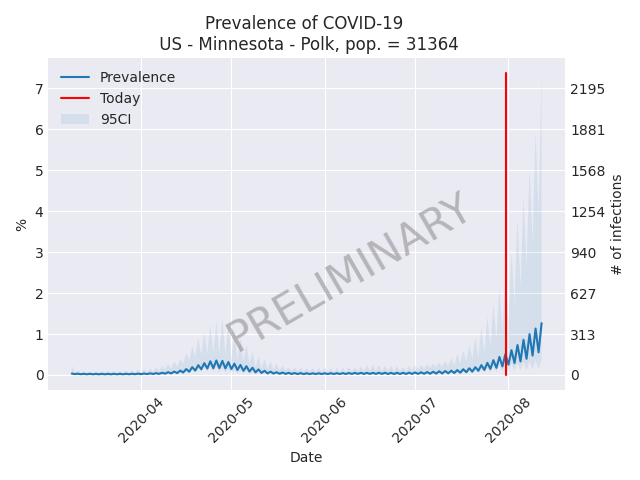 Prevalence of COVID-19
US - Minnesota - Polk, pop. = 31364
Prevalence
Today
95CI
7
6
5
4
3
2
1
0
%
2195
1881
1568
1254
940
627
313
0
# of infections
PRELIMINARY
2020-04
2020-05
2020-06
2020-07
2020-08
Date